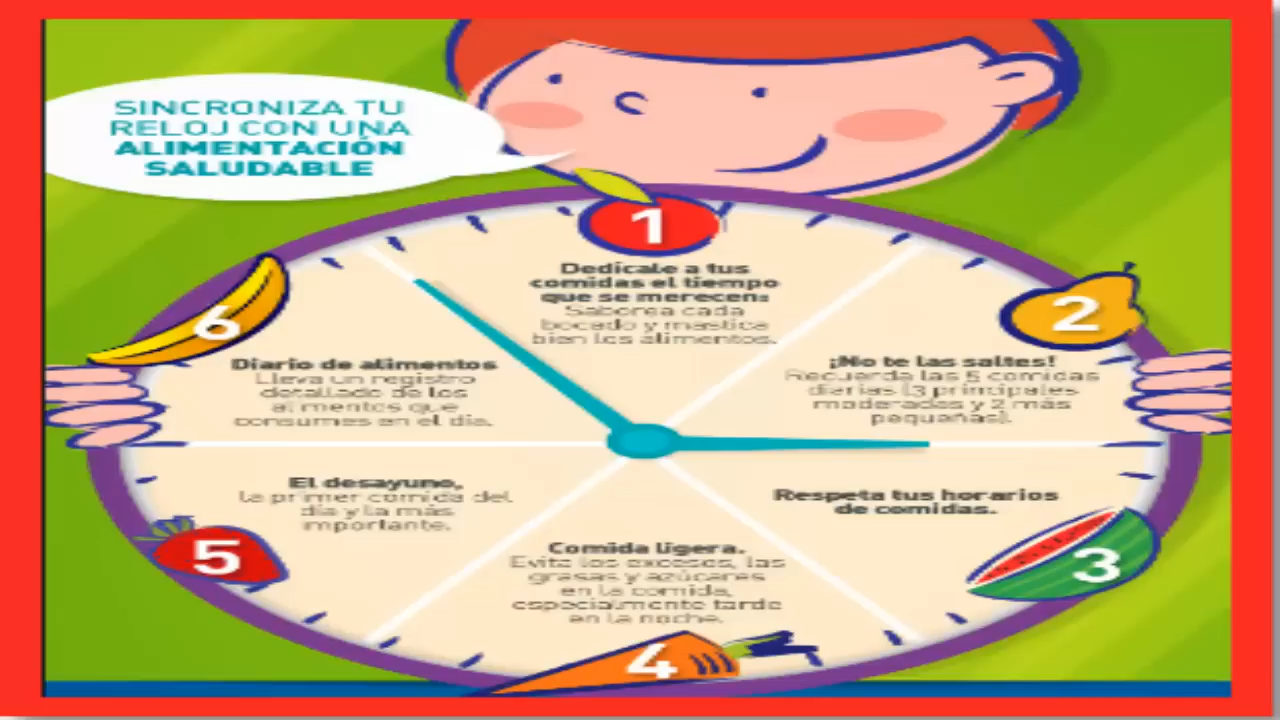 SINCRONIZA TU
RELOJ CON UNA
ALIMENTACIÓN
SALUDABLE
1
Dedícale a tus
comidas el tiempo
que se merecen:
Saborea cada
bocado y mastica
bien los alimentos.
2
¡No te las saltes!
Recuerda las 5 comidas
diarias (3 principales
moderadas y 2 más
pequeñas).
Respeta tus horarios
de comidas.
3
Comida ligera.
Evita los excesos, las
grasas y azúcares
en la comida,
especialmente tarde
en la noche.
4
El desayuno,
la primer comida del
día y la más
importante.
5
6
Diario de alimentos
Lleva un registro
detallado de los
alimentos que
consumes en el día.